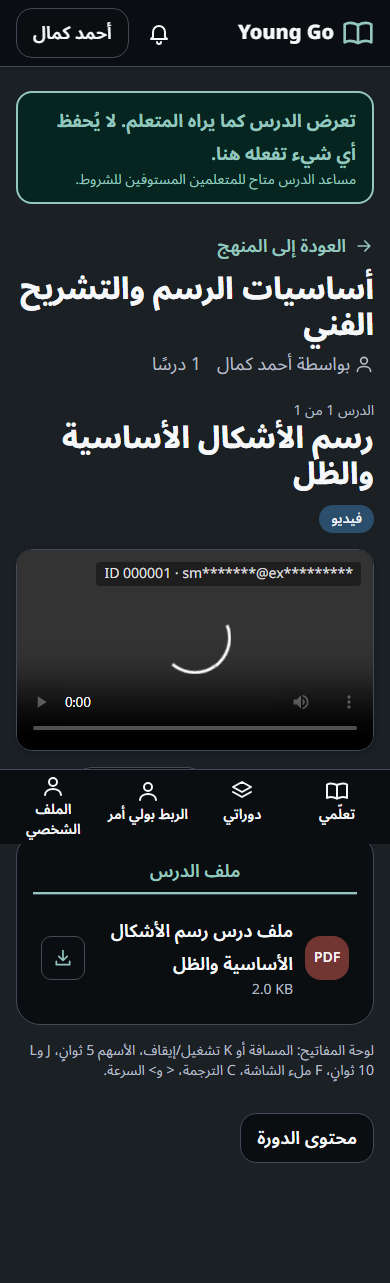 Young Go
أحمد كمال
تعرض الدرس كما يراه المتعلم. لا يُحفظ
أي شيء تفعله هنا.
مساعد الدرس متاح للمتعلمين المستوفين للشروط.
العودة إلى المنهج
أساسيات الرسم والتشريح
الفني
بواسطة أحمد كمال
1 درسًا
الدرس 1 من 1
رسم الأشكال الأساسية
والظل
فيديو
ID 000001 · sm*******@ex*********
0:00
تعلّمي
دوراتي
الربط بولي أمر
الملف
الشخصي
ملف الدرس
PDF
ملف درس رسم الأشكال
الأساسية والظل
2.0 KB
لوحة المفاتيح: المسافة أو K تشغيل/إيقاف، الأسهم 5 ثوانٍ، J وL
10 ثوانٍ، F ملء الشاشة، C الترجمة، < و> السرعة.
محتوى الدورة